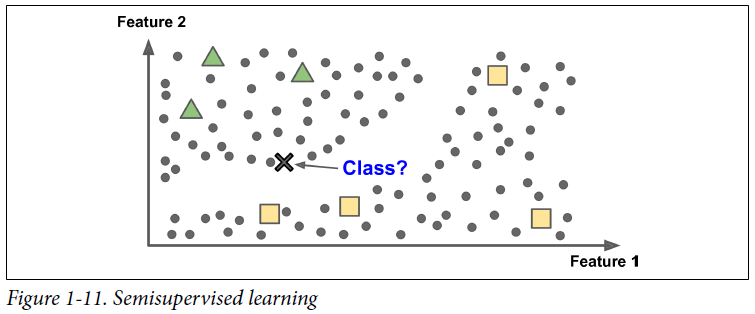 Feature 2
Class?
Feature 1
Figure 1-11. Semisupervised learning